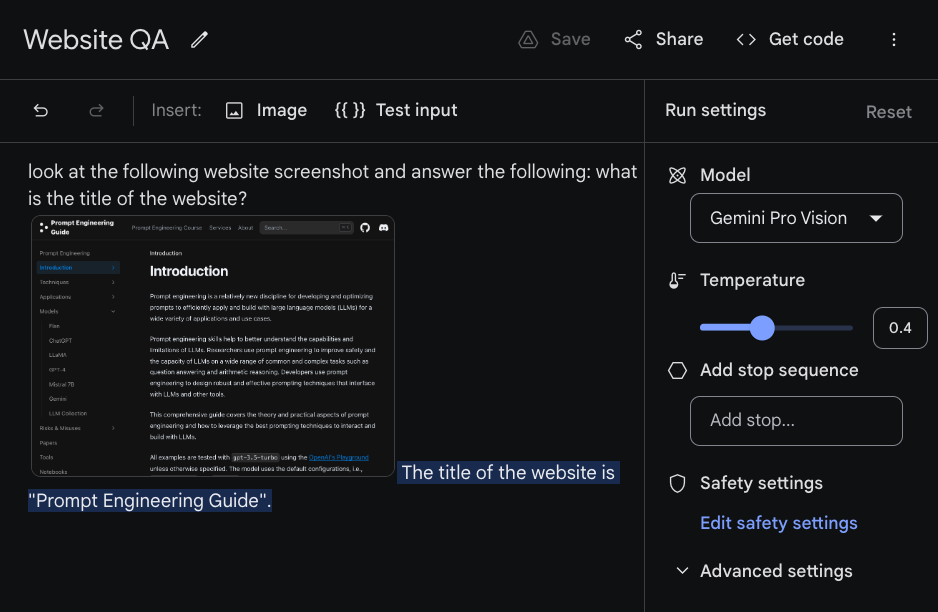 Website QA
Save
Share
Get code
Insert:
Image
{{ }} Test input
Run settings
Reset
look at the following website screenshot and answer the following: what
is the title of the website?
Prompt Engineering
Guide
Prompt Engineering Course
Services
About
Search...
Prompt Engineering
Introduction
Techniques
Applications
Models
Flan
ChatGPT
LLaMA
GPT-4
Mistral 7B
Gemini
LLM Collection
Risks & Misuses
Papers
Tools
Notebooks
Introduction
Introduction
Prompt engineering is a relatively new discipline for developing and optimizing
prompts to efficiently apply and build with large language models (LLMs) for a
wide variety of applications and use cases.
Prompt engineering skills help to better understand the capabilities and
limitations of LLMs. Researchers use prompt engineering to improve safety and
the capacity of LLMs on a wide range of common and complex tasks such as
question answering and arithmetic reasoning. Developers use prompt
engineering to design robust and effective prompting techniques that interface
with LLMs and other tools.
This comprehensive guide covers the theory and practical aspects of prompt
engineering and how to leverage the best prompting techniques to interact and
build with LLMs.
All examples are tested with gpt-3.5-turbo using the OpenAI's Playground
unless otherwise specified. The model uses the default configurations, i.e.,
The title of the website is
"Prompt Engineering Guide".
Model
Gemini Pro Vision
Temperature
0.4
Add stop sequence
Add stop...
Safety settings
Edit safety settings
Advanced settings